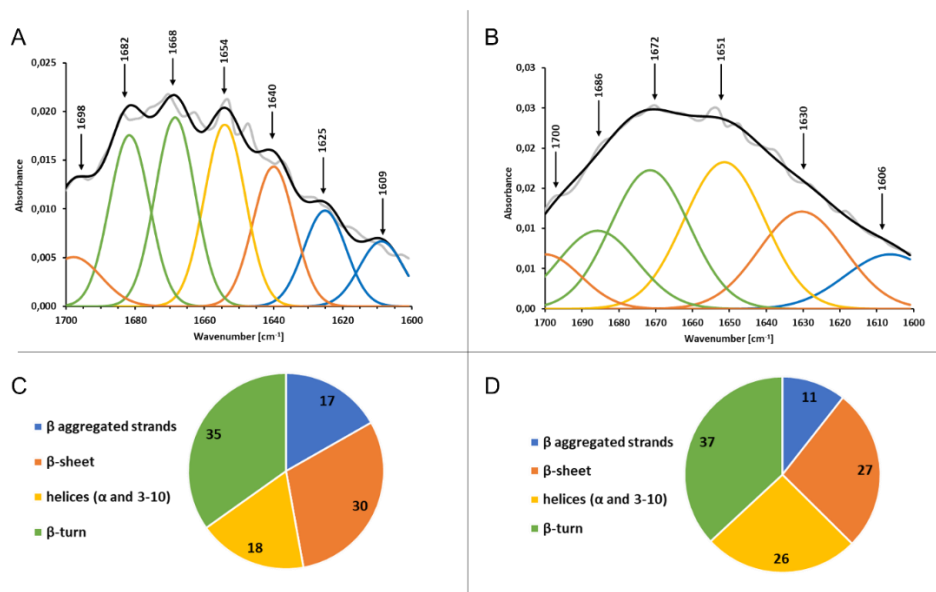 A
1698
1682
1668
1654
1640
1625
1609
Absorbance
0,025
0,020
0,015
0,010
0,005
0,000
1700 1680 1660 1640 1620 1600
Wavenumber [cm⁻¹]
B
1700
1686
1672
1651
1630
1606
Absorbance
0,03
0,03
0,02
0,02
0,01
0,01
0,00
1700 1690 1680 1670 1660 1650 1640 1630 1620 1610 1600
Wavenumber [cm⁻¹]
C
β aggregated strands
β-sheet
helices (α and 3-10)
β-turn
17
30
18
35
D
β aggregated strands
β-sheet
helices (α and 3-10)
β-turn
11
27
26
37